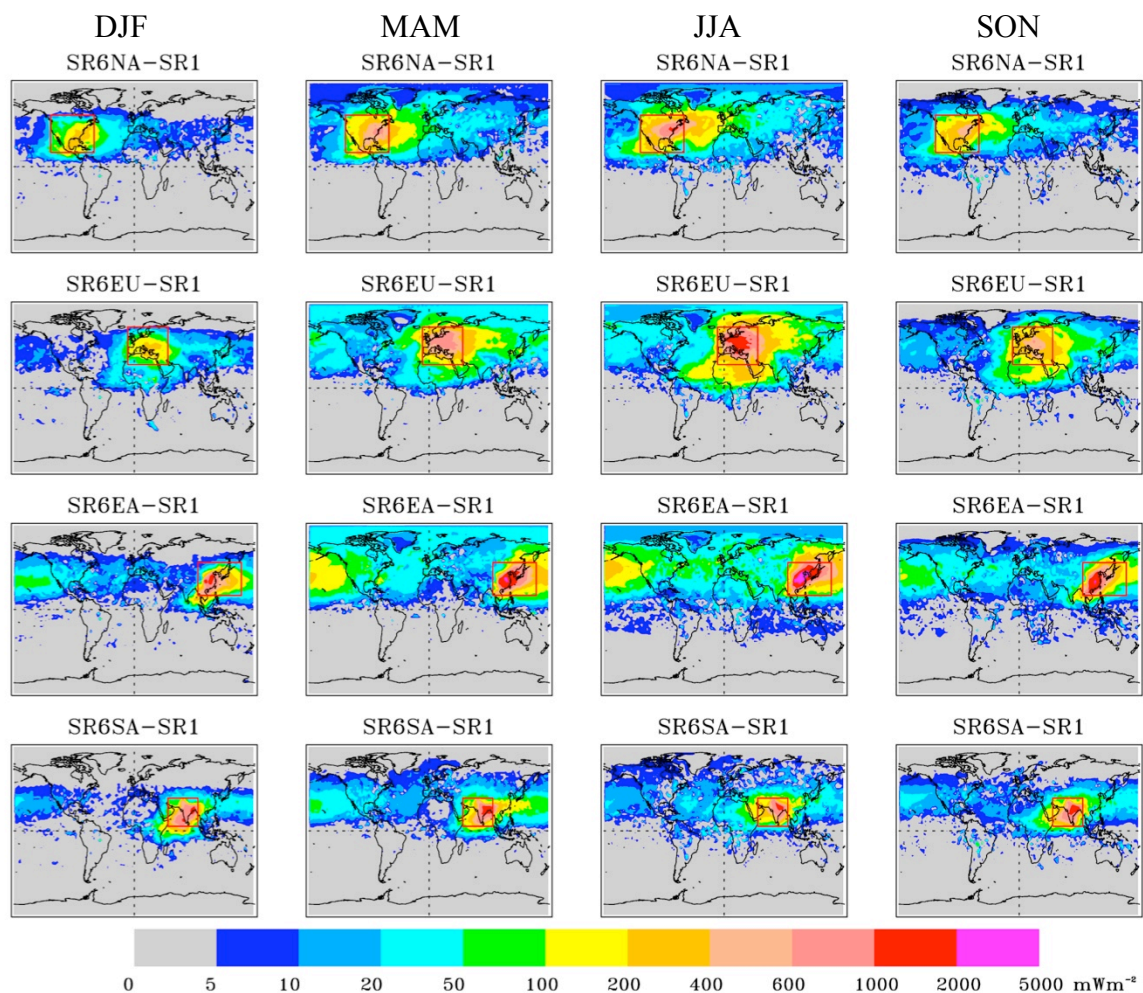 DJF MAM JJA SON
SR6NA−SR1 SR6NA−SR1 SR6NA−SR1 SR6NA−SR1
SR6EU−SR1 SR6EU−SR1 SR6EU−SR1 SR6EU−SR1
SR6EA−SR1 SR6EA−SR1 SR6EA−SR1 SR6EA−SR1
SR6SA−SR1 SR6SA−SR1 SR6SA−SR1 SR6SA−SR1
0 5 10 20 50 100 200 400 600 1000 2000 5000 mWm⁻²